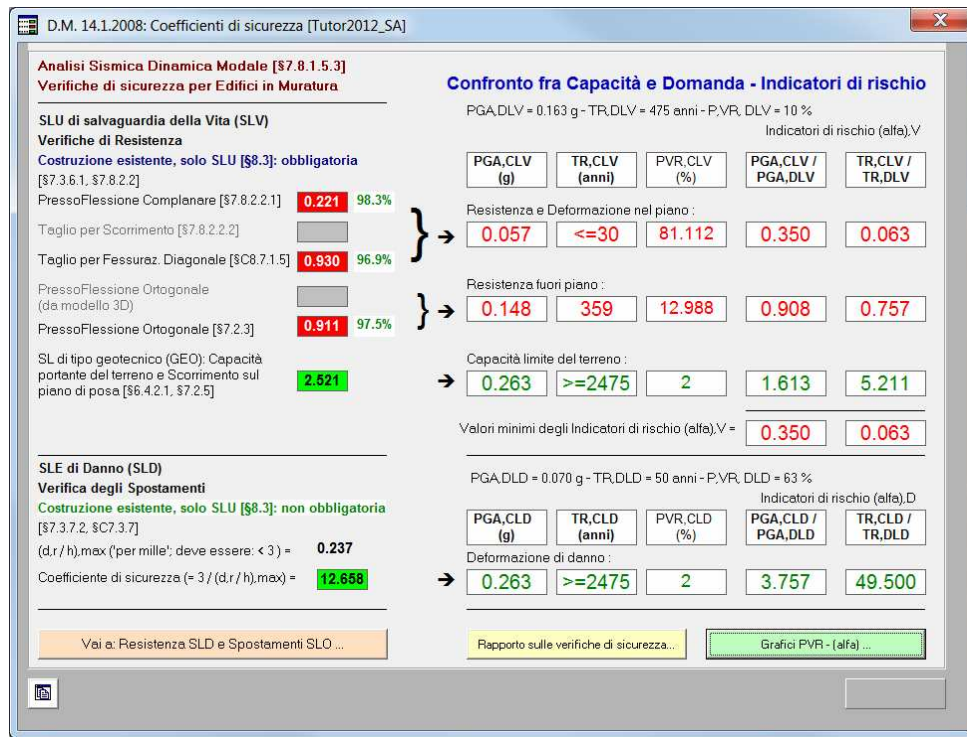 D.M. 14.1.2008: Coefficienti di sicurezza [Tutor2012_SA]
Analisi Sismica Dinamica Modale [§7.8.1.5.3]
Verifiche di sicurezza per Edifici in Muratura
SLU di salvaguardia della Vita (SLV)
Verifiche di Resistenza
Costruzione esistente, solo SLU [§8.3]: obbligatoria
[§7.3.6.1, §7.8.2.2]
PressoFlessione Complanare [§7.8.2.2.1] 0.221 98.3%
Taglio per Scorrimento [§7.8.2.2.2]
Taglio per Fessuraz. Diagonale [§C8.7.1.5] 0.930 96.9%
PressoFlessione Ortogonale
(da modello 3D)
PressoFlessione Ortogonale [§7.2.3] 0.911 97.5%
SL di tipo geotecnico (GEO): Capacità
portante del terreno e Scorrimento sul
piano di posa [§6.4.2.1, §7.2.5]
2.521
Confronto fra Capacità e Domanda - Indicatori di rischio
PGA,DLV = 0.163 g - TR,DLV = 475 anni - P,VR, DLV = 10 %
Indicatori di rischio (alfa),V
PGA,CLV (g) TR,CLV (anni) PVR,CLV (%) PGA,CLV / PGA,DLV TR,CLV / TR,DLV
Resistenza e Deformazione nel piano :
0.057 <=30 81.112 0.350 0.063
Resistenza fuori piano :
0.148 359 12.988 0.908 0.757
Capacità limite del terreno :
0.263 >=2475 2 1.613 5.211
Valori minimi degli Indicatori di rischio (alfa),V = 0.350 0.063
SLE di Danno (SLD)
Verifica degli Spostamenti
Costruzione esistente, solo SLU [§8.3]: non obbligatoria
[§7.3.7.2, §C7.3.7]
(d,r / h),max ('per mille'; deve essere: < 3 ) = 0.237
Coefficiente di sicurezza (= 3 / (d,r / h),max) = 12.658
PGA,DLD = 0.070 g - TR,DLD = 50 anni - P,VR, DLD = 63 %
Indicatori di rischio (alfa),D
PGA,CLD (g) TR,CLD (anni) PVR,CLD (%) PGA,CLD / PGA,DLD TR,CLD / TR,DLD
Deformazione di danno :
0.263 >=2475 2 3.757 49.500
Vai a: Resistenza SLD e Spostamenti SLO ...
Rapporto sulle verifiche di sicurezza...
Grafici PVR - (alfa) ...